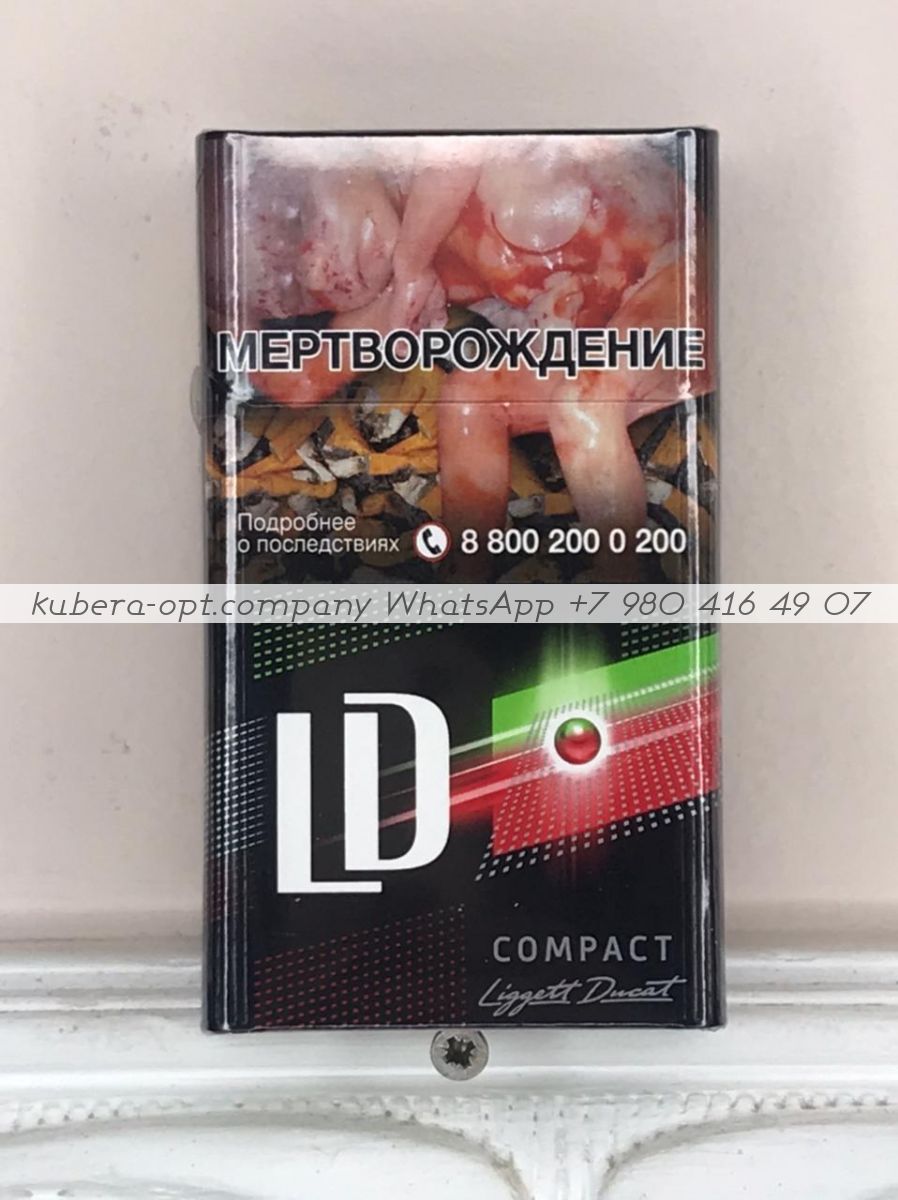 МЕРТВОРОЖДЕНИЕ
Подробнее
о последствиях 8 800 200 0 200
kubera-opt.company WhatsApp +7 980 416 49 07
LD
COMPACT
Liggett Ducat